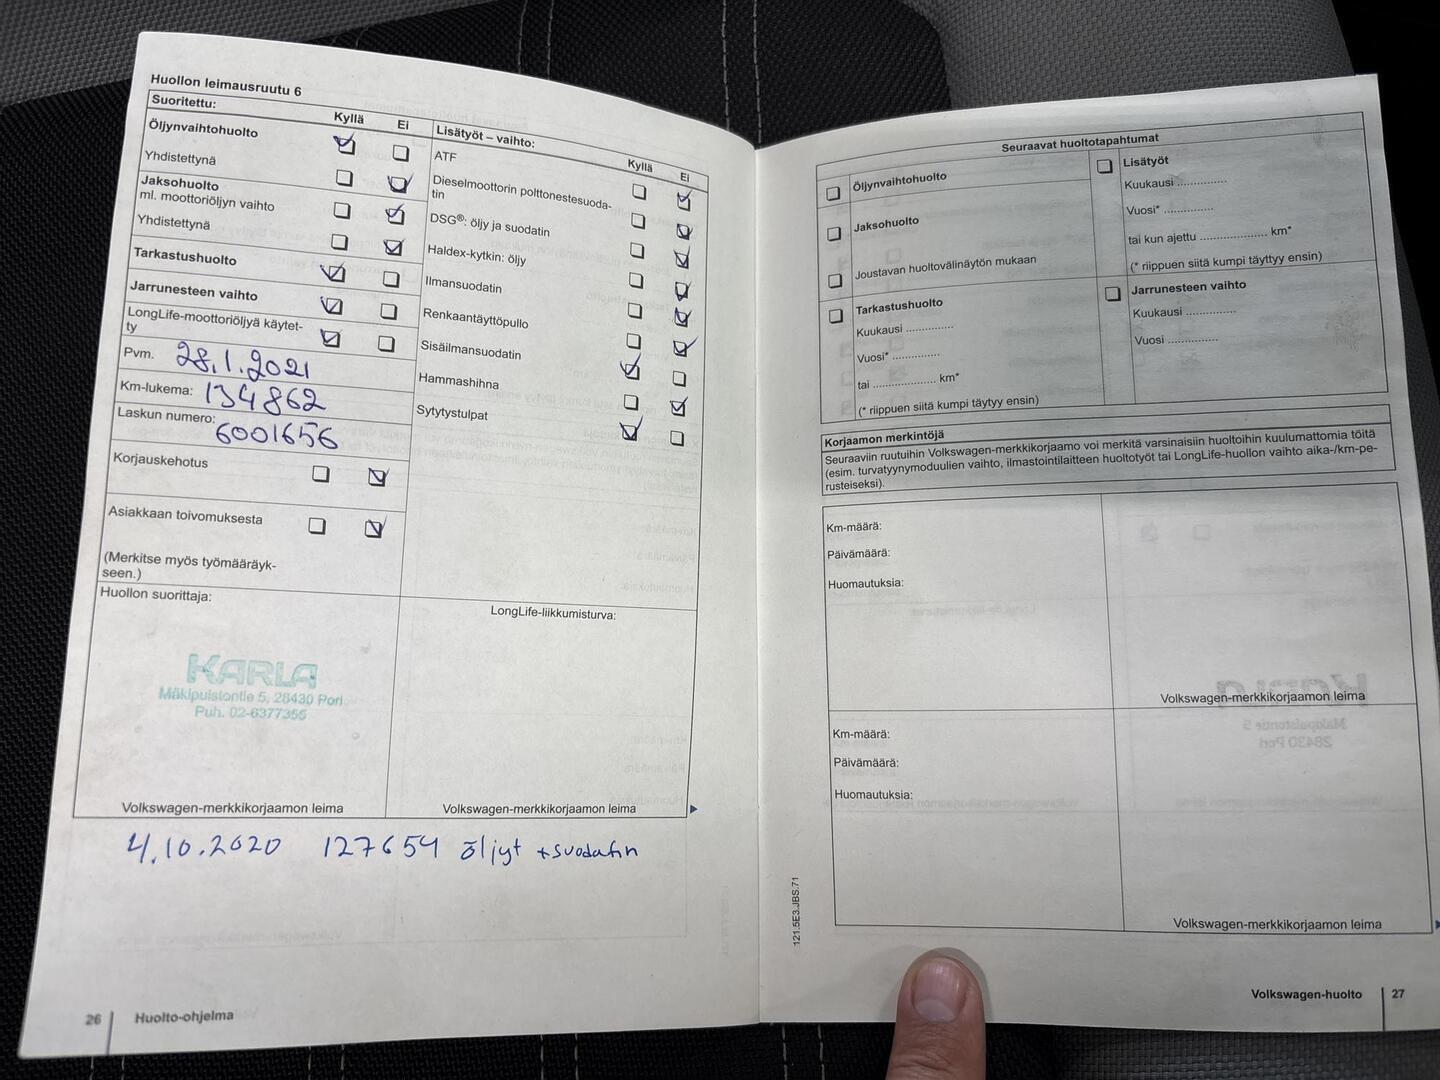 Huollon leimausruutu 6
Suoritettu:
Kyllä Ei
Öljynvaihtohuolto
Yhdistettynä
Jaksohuolto
ml. moottoriöljyn vaihto
Yhdistettynä
Tarkastushuolto
Jarrunesteen vaihto
LongLife-moottoriöljyä käytet-
ty
Pvm. 28.1.2021
Km-lukema: 134862
Laskun numero:
6001656
Korjauskehotus
Asiakkaan toivomuksesta
(Merkitse myös työmääräyk-
seen.)
Lisätyöt – vaihto:
Kyllä Ei
ATF
Dieselmoottorin polttonestesuoda-
tin
DSG®: öljy ja suodatin
Haldex-kytkin: öljy
Ilmansuodatin
Renkaantäyttöpullo
Sisäilmansuodatin
Hammashihna
Sytytystulpat
Huollon suorittaja:
KARLA
Mäkipuistontie 5, 28430 Pori
Puh. 02-6377355
Volkswagen-merkkikorjaamon leima
LongLife-liikkumisturva:
Volkswagen-merkkikorjaamon leima
4.10.2020 127654 öljyt +suodatin
26 Huolto-ohjelma
Seuraavat huoltotapahtumat
Öljynvaihtohuolto
Jaksohuolto
Joustavan huoltovälinäytön mukaan
Tarkastushuolto
Kuukausi ..............
Vuosi* ..............
tai .................... km*
(* riippuen siitä kumpi täytyy ensin)
Lisätyöt
Kuukausi ..............
Vuosi* ..............
tai kun ajettu .................... km*
(* riippuen siitä kumpi täyttyy ensin)
Jarrunesteen vaihto
Kuukausi ..............
Vuosi ..............
Korjaamon merkintöjä
Seuraaviin ruutuihin Volkswagen-merkkikorjaamo voi merkitä varsinaisiin huoltoihin kuulumattomia töitä
(esim. turvatyynymoduulien vaihto, ilmastointilaitteen huoltotyöt tai LongLife-huollon vaihto aika-/km-pe-
rusteiseksi).
Km-määrä:
Päivämäärä:
Huomautuksia:
Volkswagen-merkkikorjaamon leima
Km-määrä:
Päivämäärä:
Huomautuksia:
Volkswagen-merkkikorjaamon leima
121.5E3.JBS.71
Volkswagen-huolto 27